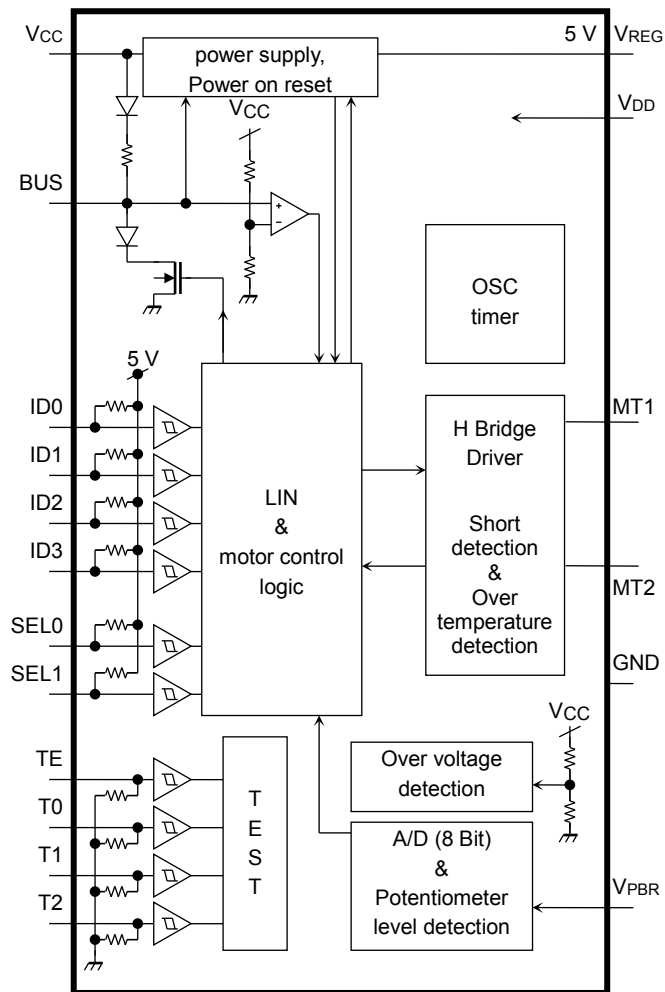 VCC
power supply,
Power on reset
5 V
VREG
VCC
VDD
BUS
+
−
OSC
timer
5 V
ID0
ID1
ID2
ID3
SEL0
SEL1
LIN
&
motor control
logic
H Bridge
Driver
Short
detection
&
Over
temperature
detection
MT1
MT2
GND
TE
T0
T1
T2
T
E
S
T
VCC
Over voltage
detection
A/D (8 Bit)
&
Potentiometer
level detection
VPBR